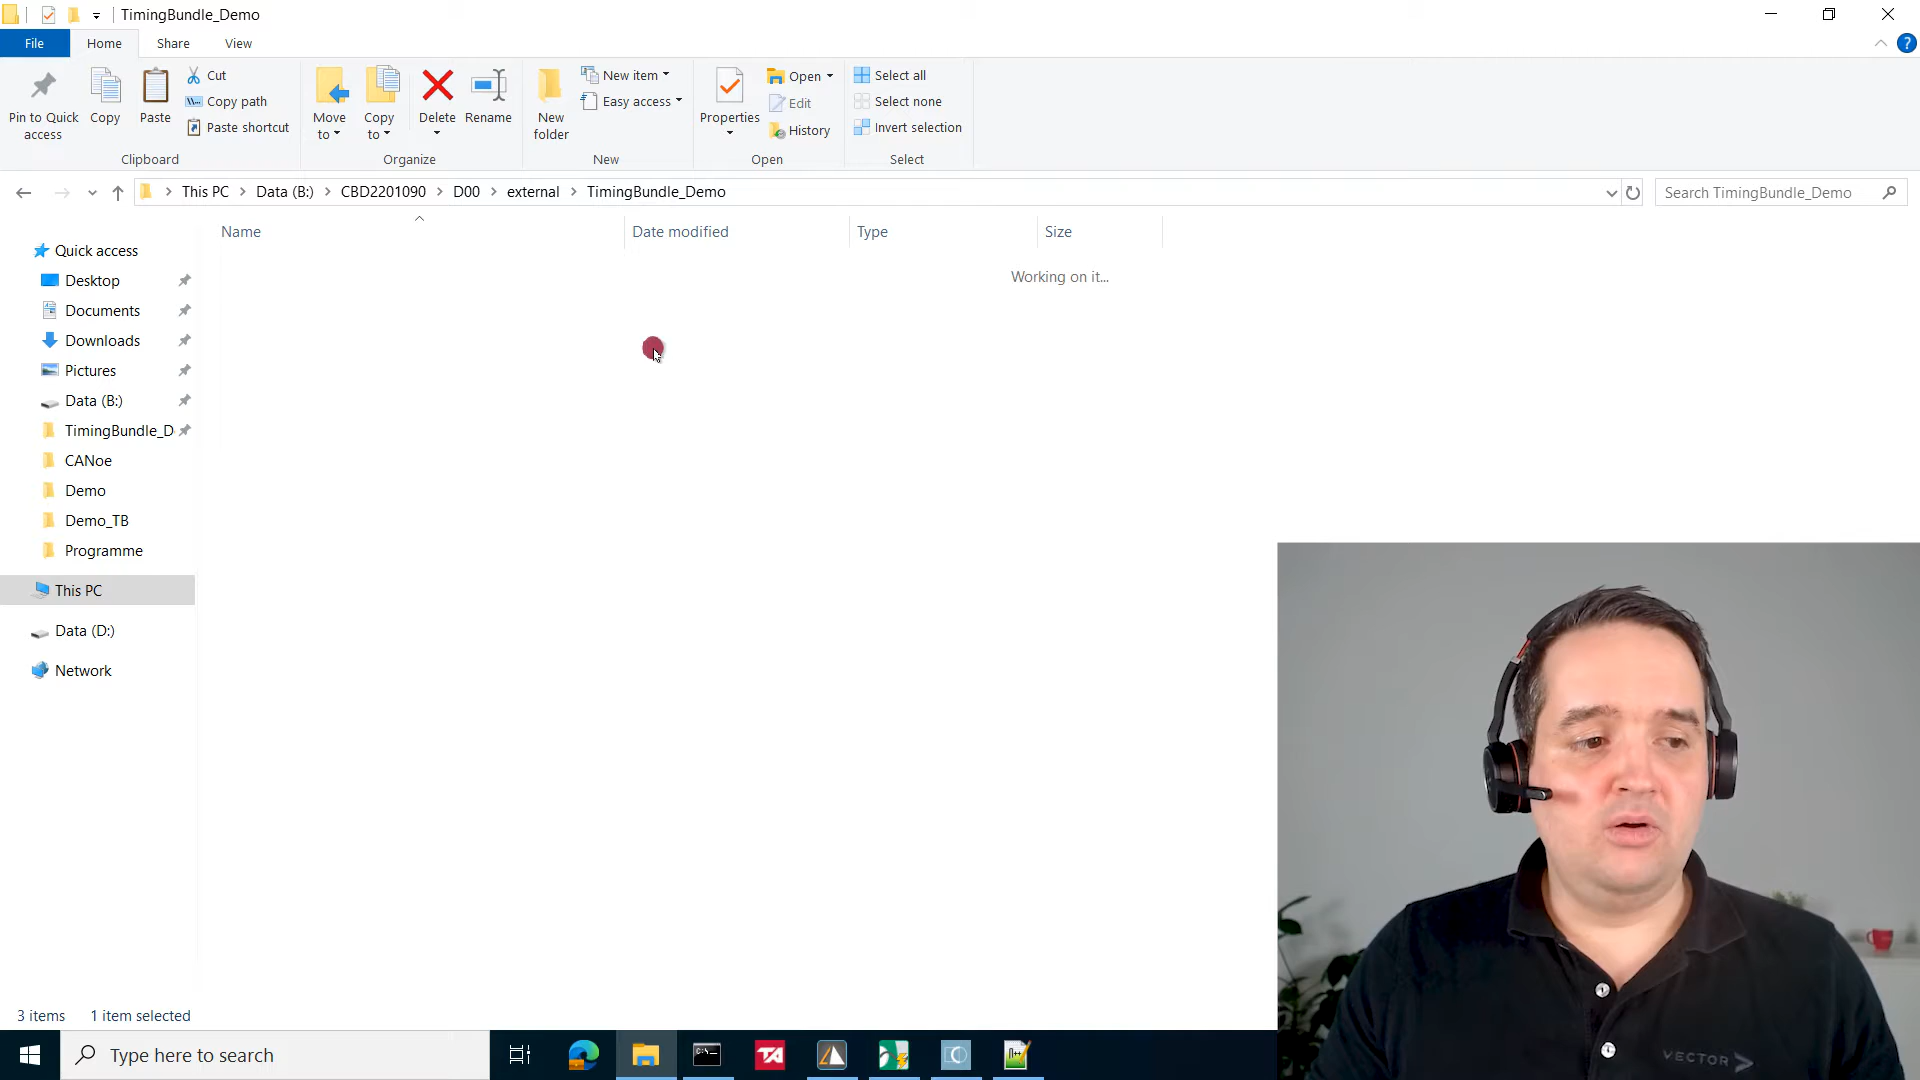 TimingBundle_Demo
File
Home
Share
View
Pin to Quick
access
Copy
Paste
Cut
Copy path
Paste shortcut
Clipboard
Move
to
Copy
to
Delete
Rename
Organize
New
folder
New item
Easy access
New
Properties
Open
Edit
History
Open
Select all
Select none
Invert selection
Select
This PC > Data (B:) > CBD2201090 > D00 > external > TimingBundle_Demo
Search TimingBundle_Demo
Name
Date modified
Type
Size
Working on it...
Quick access
Desktop
Documents
Downloads
Pictures
Data (B:)
TimingBundle_D
CANoe
Demo
Demo_TB
Programme
This PC
Data (D:)
Network
3 items
1 item selected
Type here to search
TA
VECTOR